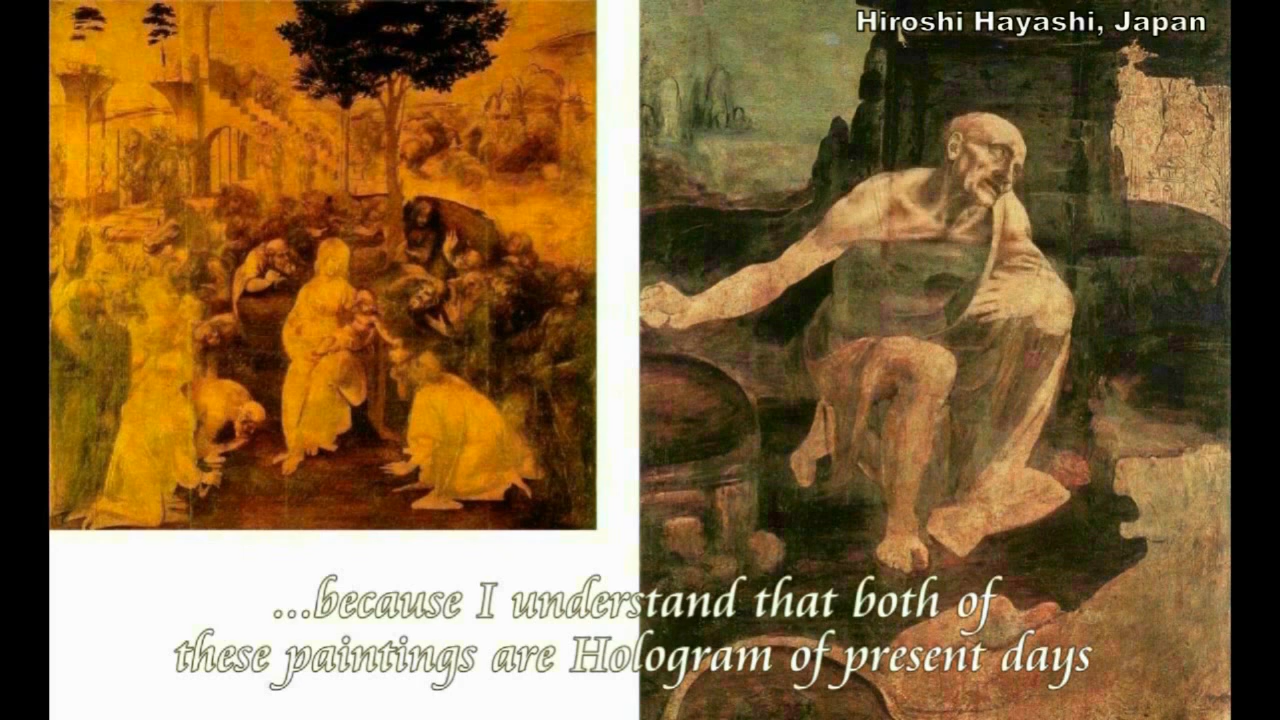 Hiroshi Hayashi, Japan
...because I understand that both of
these paintings are Hologram of present days